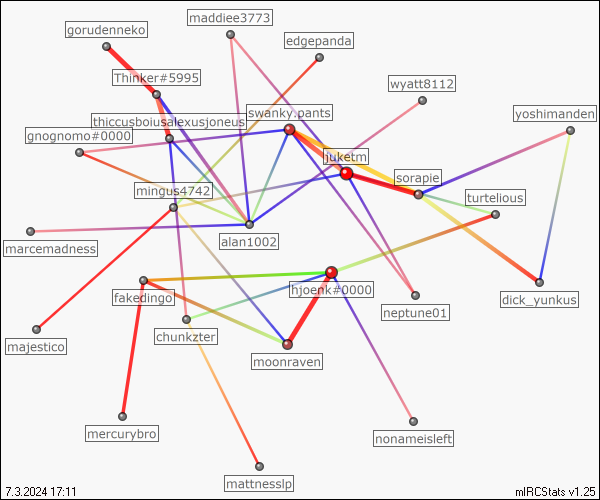 maddiee3773
gorudenneko
edgepanda
Thinker#5995
wyatt8112
swanky.pants
yoshimanden
thiccusboiusalexusjoneus
gnognomo#0000
juketm
sorapie
mingus4742
turtelious
alan1002
marcemadness
hjoenk#0000
fakedingo
dick_yunkus
neptune01
chunkzter
majestico
moonraven
mercurybro
nonameisleft
mattnesslp
7.3.2024 17:11
mIRCStats v1.25